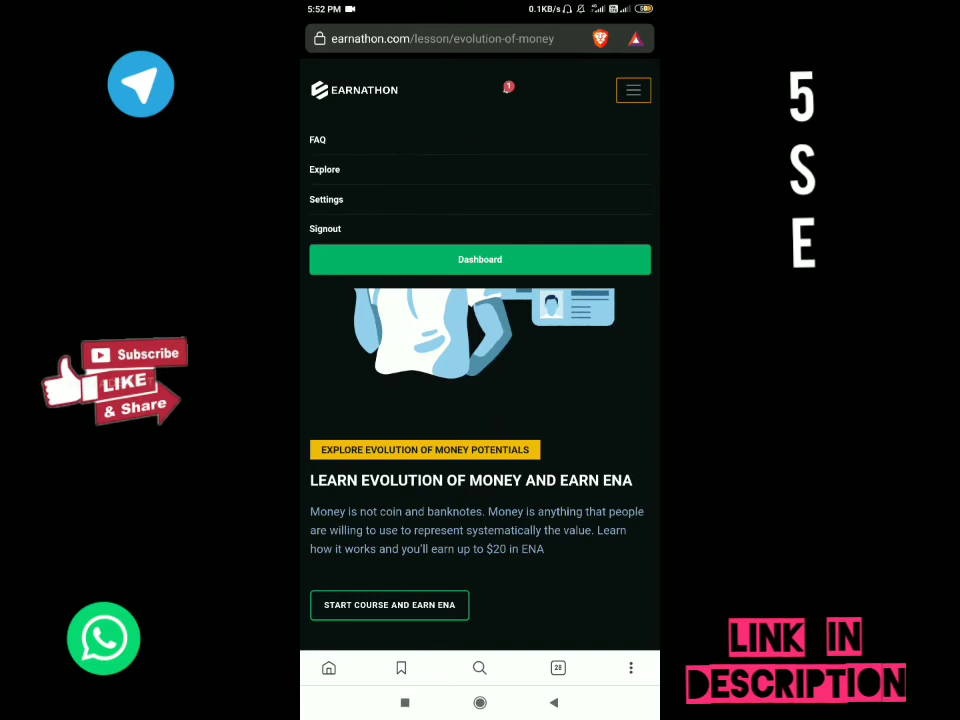 5:52 PM
0.1KB/s
50
earnathon.com/lesson/evolution-of-money
EARNATHON
1
FAQ
Explore
Settings
Signout
Dashboard
EXPLORE EVOLUTION OF MONEY POTENTIALS
LEARN EVOLUTION OF MONEY AND EARN ENA
Money is not coin and banknotes. Money is anything that people
are willing to use to represent systematically the value. Learn
how it works and you’ll earn up to $20 in ENA
START COURSE AND EARN ENA
28
Subscribe
LIKE
& Share
5
S
E
LINK IN
DESCRIPTION